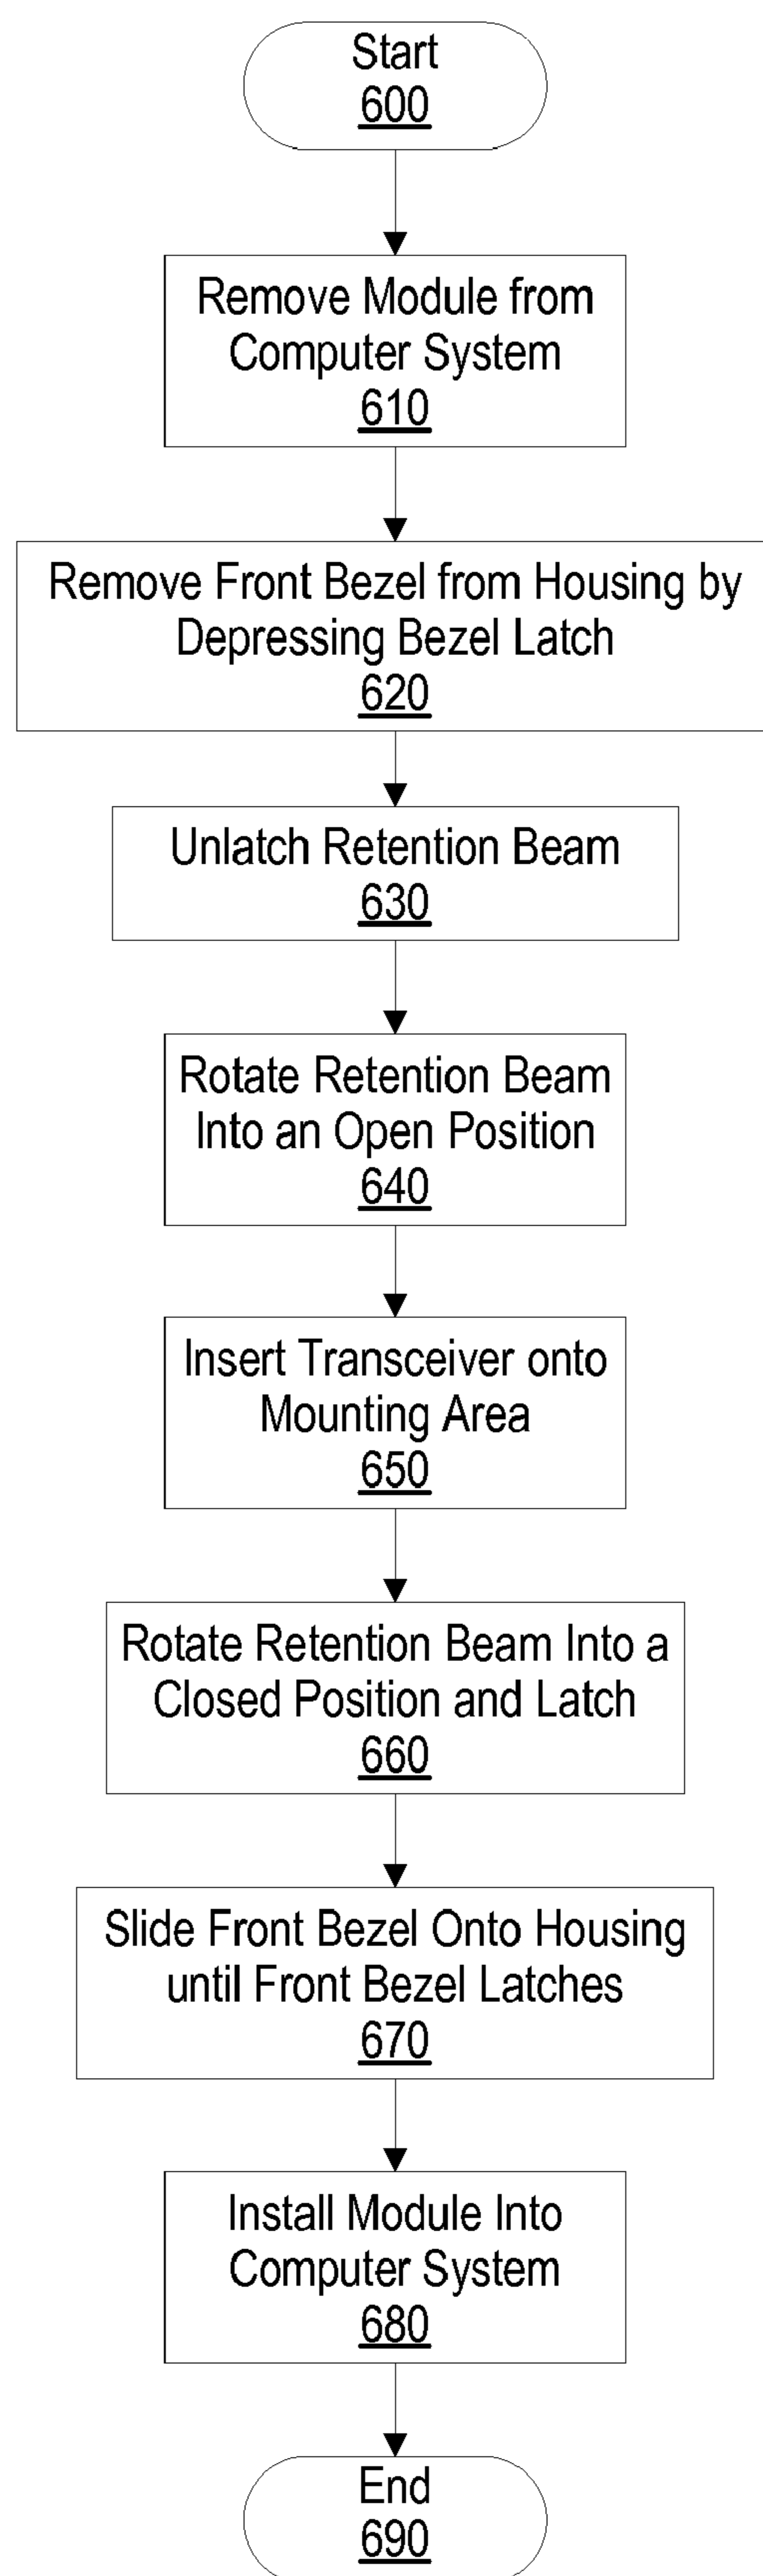 Start
600
Remove Module from
Computer System
610
Remove Front Bezel from Housing by
Depressing Bezel Latch
620
Unlatch Retention Beam
630
Rotate Retention Beam
Into an Open Position
640
Insert Transceiver onto
Mounting Area
650
Rotate Retention Beam Into a
Closed Position and Latch
660
Slide Front Bezel Onto Housing
until Front Bezel Latches
670
Install Module Into
Computer System
680
End
690